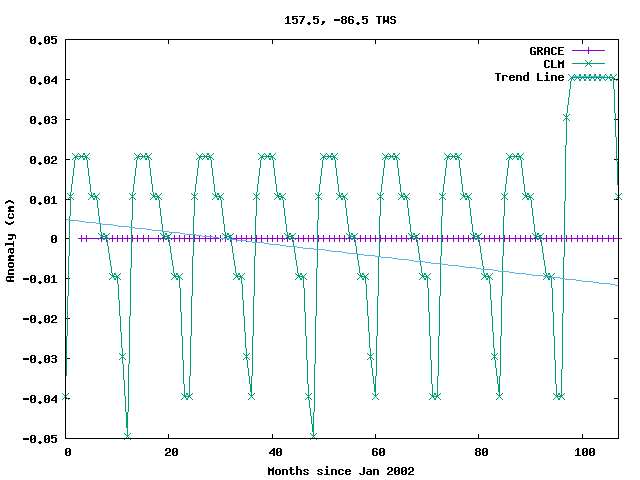 157.5, -86.5 TWS
GRACE
CLM
Trend Line
Anomaly (cm)
0.05
0.04
0.03
0.02
0.01
0
-0.01
-0.02
-0.03
-0.04
-0.05
0 20 40 60 80 100
Months since Jan 2002